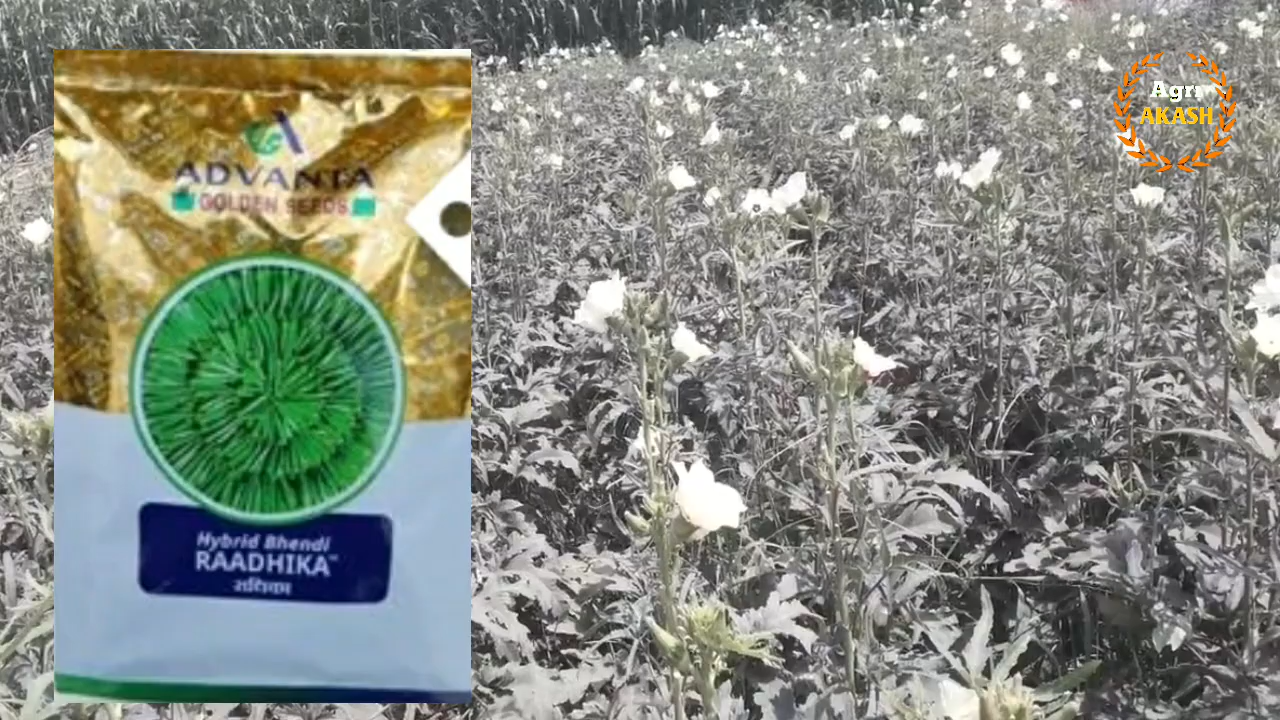 ADVANTA
GOLDEN SEEDS
Hybrid Bhendi
RAADHIKA™
राधिका
Agri
AKASH